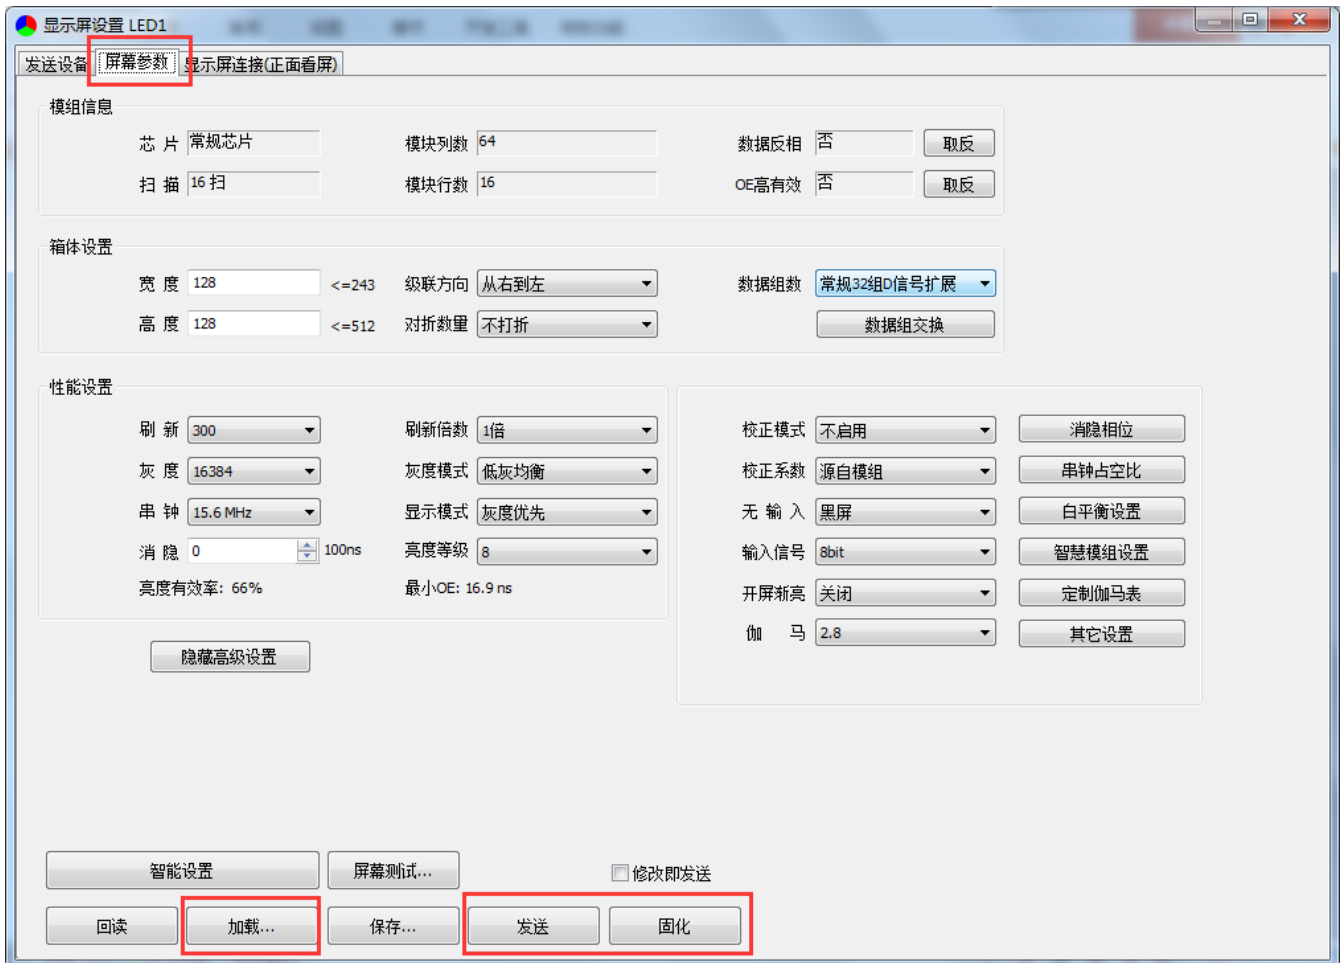 显示屏设置 LED1
发送设备 屏幕参数 显示屏连接(正面看屏)
模组信息
芯 片 常规芯片 模块列数 64 数据反相 否 取反
扫 描 16 扫 模块行数 16 OE高有效 否 取反
箱体设置
宽 度 128 <=243 级联方向 从右到左 数据组数 常规32组D信号扩展
高 度 128 <=512 对折数量 不打折 数据组交换
性能设置
刷 新 300 刷新倍数 1倍 校正模式 不启用 消隐相位
灰 度 16384 灰度模式 低灰均衡 校正系数 源自模组 串钟占空比
串 钟 15.6 MHz 显示模式 灰度优先 无 输 入 黑屏 白平衡设置
消 隐 0 100ns 亮度等级 8 输入信号 8bit 智慧模组设置
亮度有效率: 66% 最小OE: 16.9 ns 开屏渐亮 关闭 定制伽马表
伽 马 2.8 其它设置
隐藏高级设置
智能设置 屏幕测试... 修改即发送
回读 加载... 保存... 发送 固化